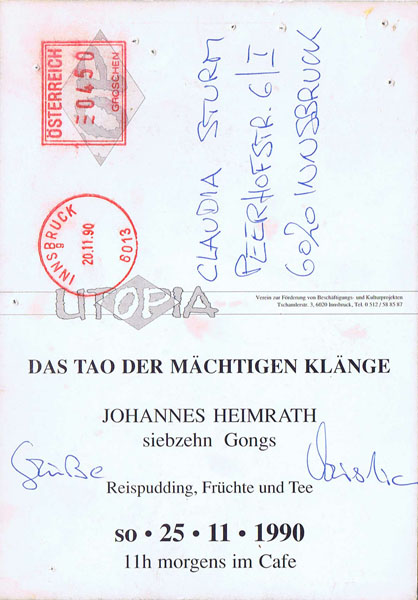 ÖSTERREICH
=0450
GROSCHEN
CLAUDIA STURM
PEERHOFSTR. 6/I
6020 INNSBRUCK
INNSBRUCK
20.11.90
6013
UTOPIA
Verein zur Förderung von Beschäftigungs- und Kulturprojekten
Tschamlerstr. 3, 6020 Innsbruck, Tel. 0 512 / 58 85 87
DAS TAO DER MÄCHTIGEN KLÄNGE
JOHANNES HEIMRATH
siebzehn Gongs
Grüße
Reispudding, Früchte und Tee
so • 25 • 11 • 1990
11h morgens im Cafe